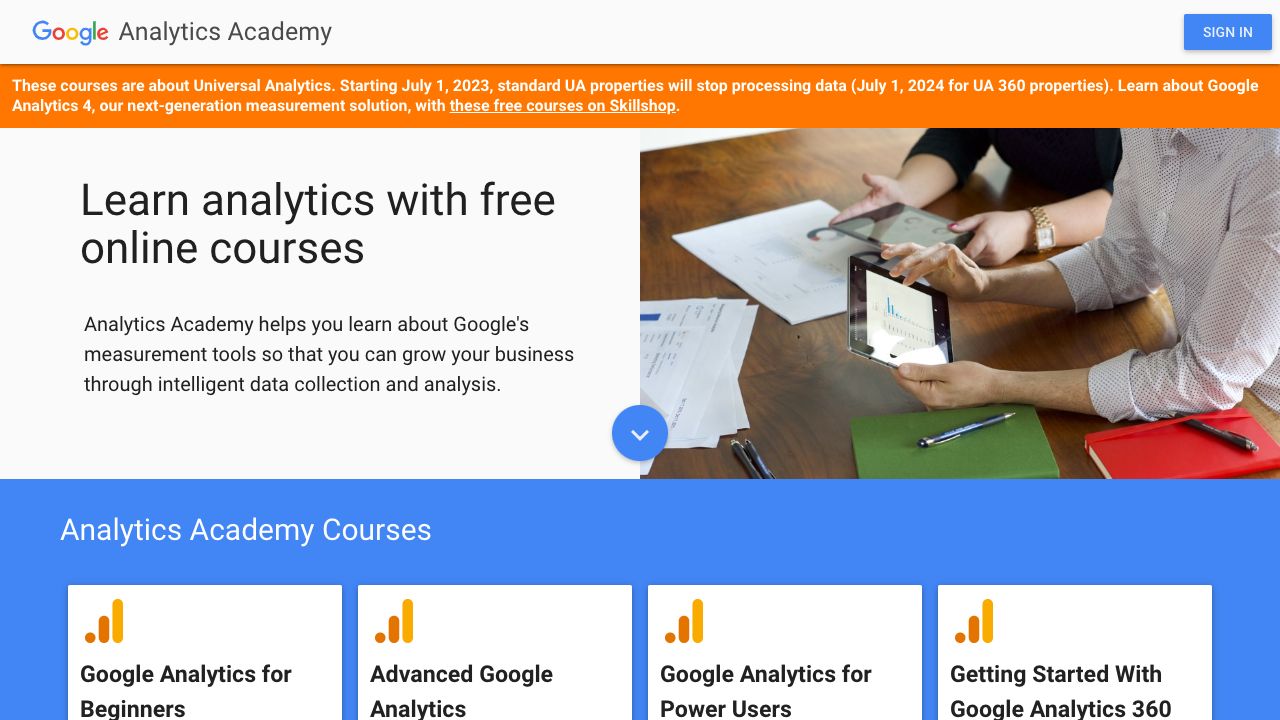 Google Analytics Academy
SIGN IN
These courses are about Universal Analytics. Starting July 1, 2023, standard UA properties will stop processing data (July 1, 2024 for UA 360 properties). Learn about Google
Analytics 4, our next-generation measurement solution, with these free courses on Skillshop.
Learn analytics with free
online courses
Analytics Academy helps you learn about Google's
measurement tools so that you can grow your business
through intelligent data collection and analysis.
Analytics Academy Courses
Google Analytics for
Beginners
Advanced Google
Analytics
Google Analytics for
Power Users
Getting Started With
Google Analytics 360